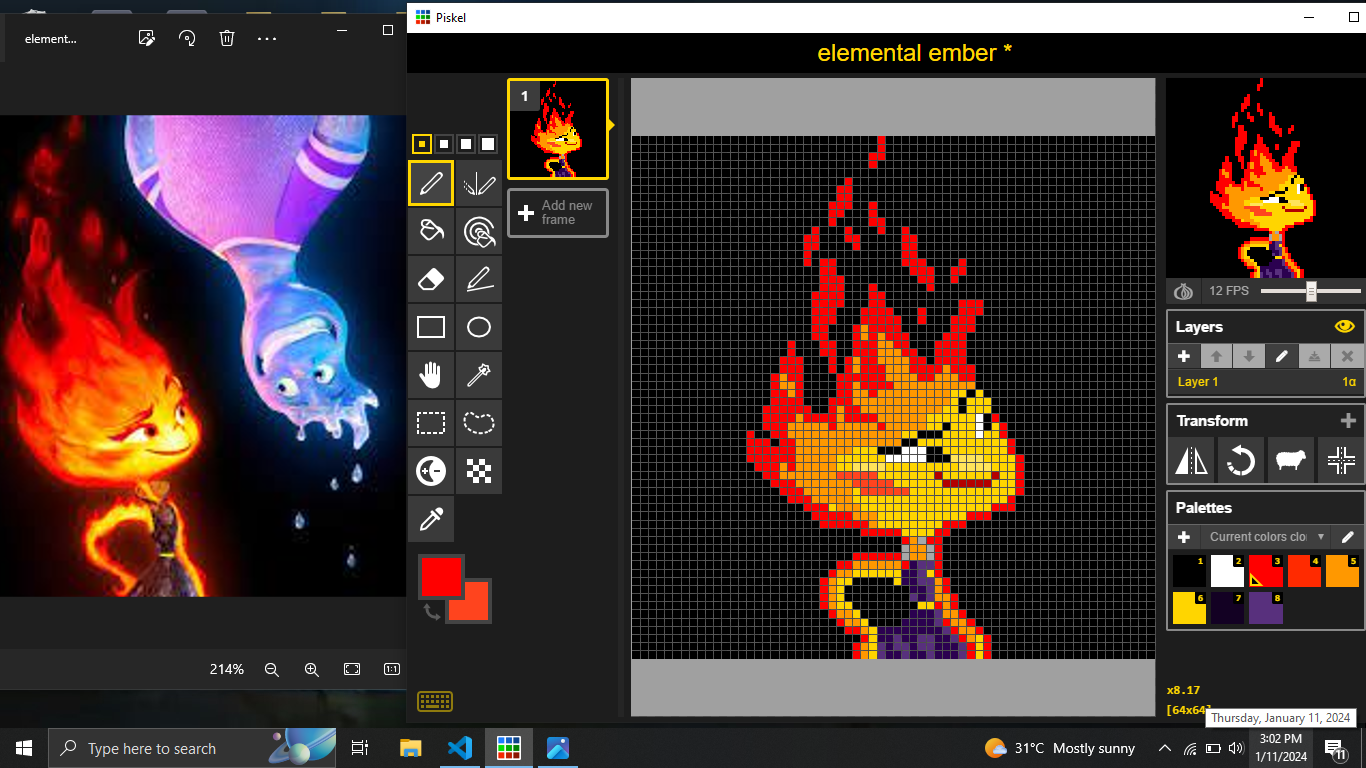 element...
Piskel
elemental ember *
1
Add new
frame
12 FPS
Layers
Layer 1
1α
Transform
Palettes
Current colors clo
1
2
3
4
5
6
7
8
214%
1:1
x8.17
[64x64]
Thursday, January 11, 2024
Type here to search
31°C Mostly sunny
3:02 PM
1/11/2024
11